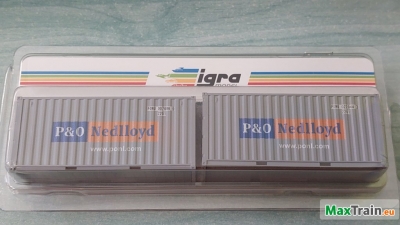 igra
model
P&O Nedlloyd
www.ponl.com
P&O Nedlloyd
www.ponl.com
MaxTrain.eu